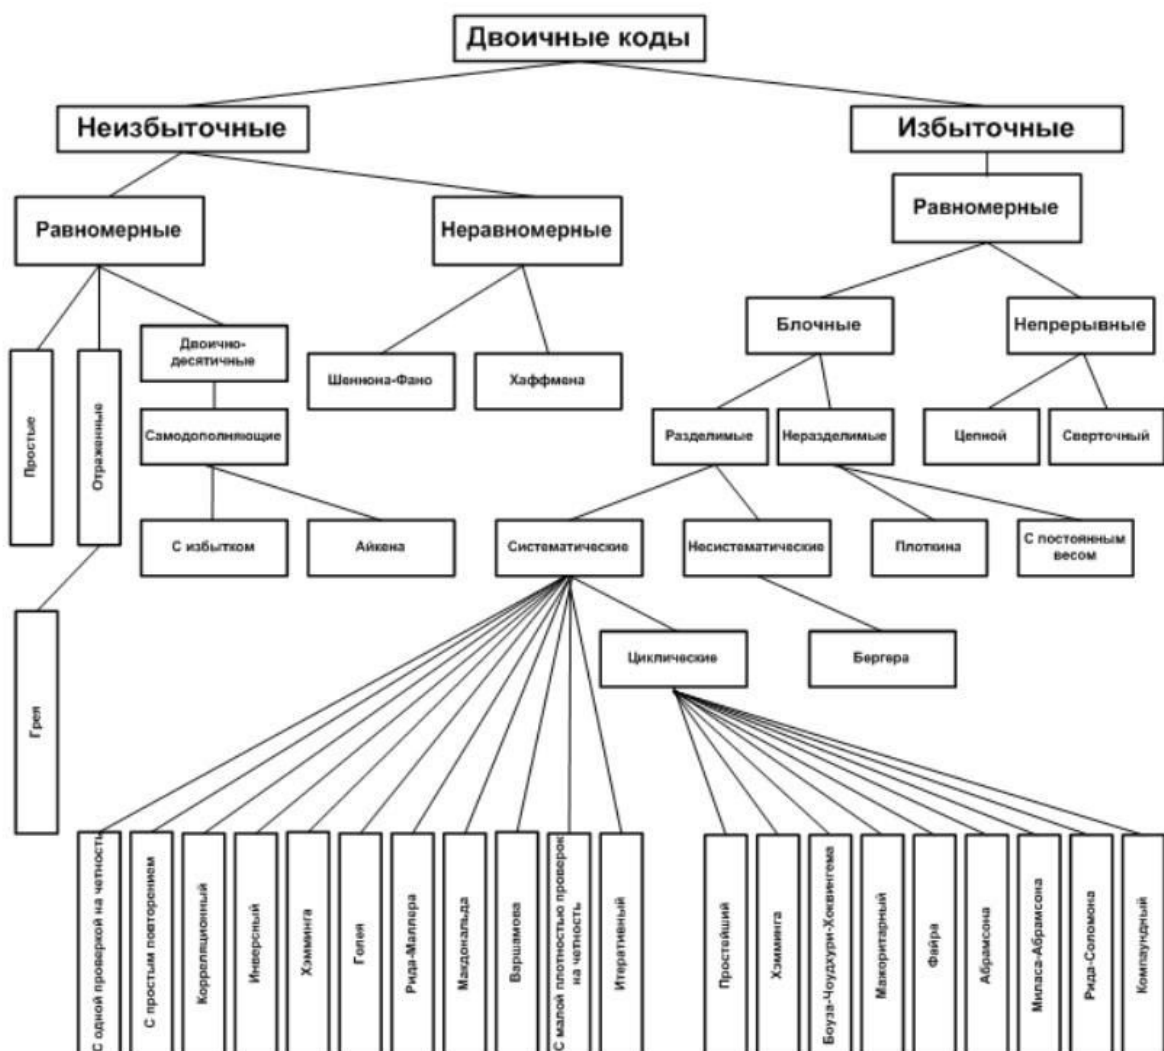 Двоичные коды
Неизбыточные
Избыточные
Равномерные
Неравномерные
Равномерные
Блочные
Непрерывные
Простые
Отраженные
Двоично-
десятичные
Шеннона-Фано
Хаффмена
Самодополняющие
Разделимые
Неразделимые
Цепной
Сверточный
С избытком
Айкена
Систематические
Несистематические
Плоткина
С постоянным
весом
Грея
Циклические
Бергера
С одной проверкой на четность
С простым повторением
Корреляционный
Инверсный
Хэмминга
Голея
Рида-Маллера
Макдональда
Варшамова
С малой плотностью проверок
на четность
Итеративный
Простейший
Хэмминга
Боуза-Чоудхури-Хоквингема
Мажоритарный
Файра
Абрамсона
Миласа-Абрамсона
Рида-Соломона
Компаундный